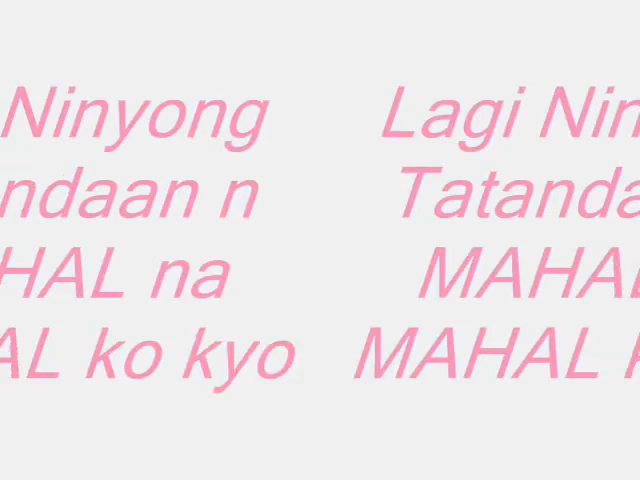 Ninyong Lagi Nin
ndaan n Tatanda
HAL na MAHAL
AL ko kyo MAHAL k